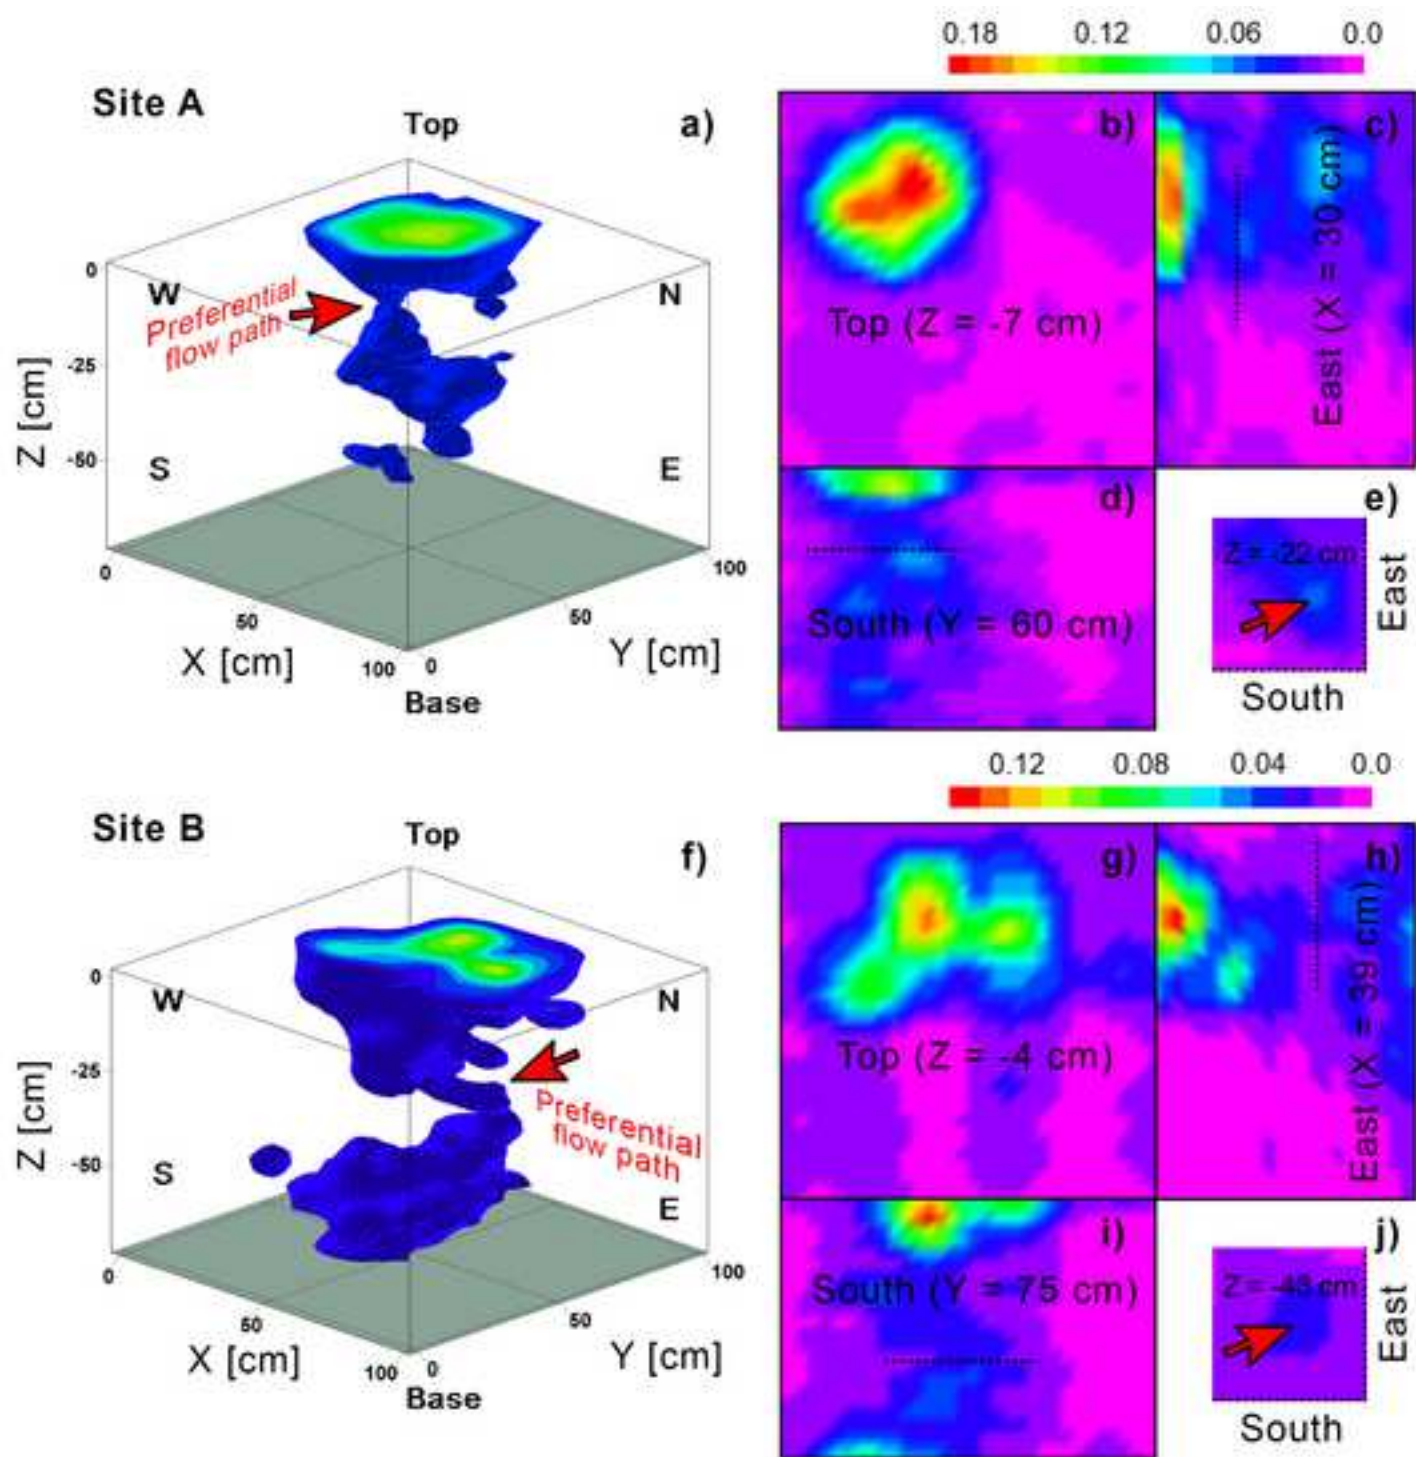 0.18 0.12 0.06 0.0
Site A
Top
a)
b)
c)
0
W
N
Preferential
flow path
Z [cm]
-25
-50
S
E
0
50
100
X [cm]
0
50
100
Y [cm]
Base
Top (Z = -7 cm)
East (X = 30 cm)
d)
South (Y = 60 cm)
e)
Z = -22 cm
East
South
0.12 0.08 0.04 0.0
Site B
Top
f)
g)
h)
0
W
N
Z [cm]
-25
Preferential
flow path
-50
S
E
0
50
100
X [cm]
0
50
100
Y [cm]
Base
Top (Z = -4 cm)
East (X = 39 cm)
i)
South (Y = 75 cm)
j)
East
South